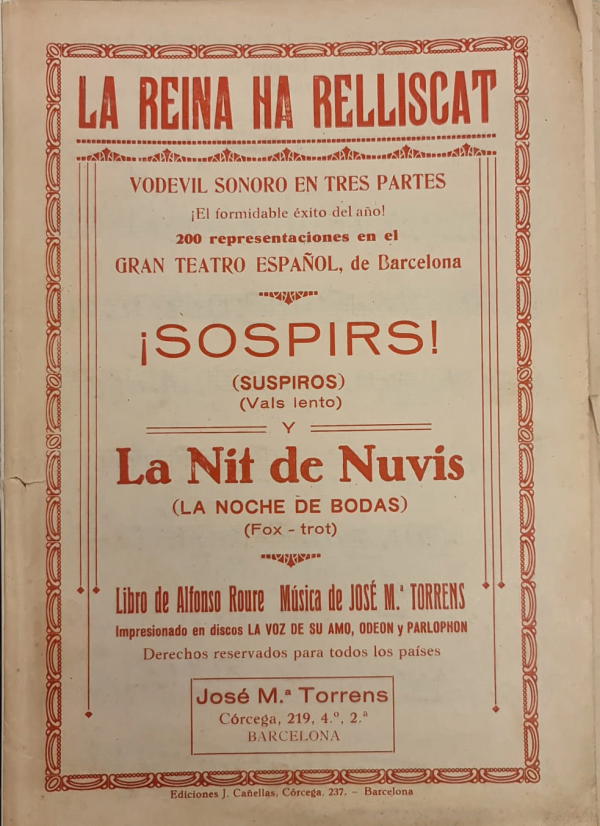 LA REINA HA RELLISCAT
VODEVIL SONORO EN TRES PARTES
¡El formidable éxito del año!
200 representaciones en el
GRAN TEATRO ESPAÑOL, de Barcelona
¡SOSPIRS!
(SUSPIROS)
(Vals lento)
Y
La Nit de Nuvis
(LA NOCHE DE BODAS)
(Fox - trot)
Libro de Alfonso Roure Música de JOSÉ M.ª TORRENS
Impresionado en discos LA VOZ DE SU AMO, ODEON y PARLOPHON
Derechos reservados para todos los países
José M.ª Torrens
Córcega, 219, 4.º, 2.ª
BARCELONA
Ediciones J. Cañellas, Córcega, 237. - Barcelona